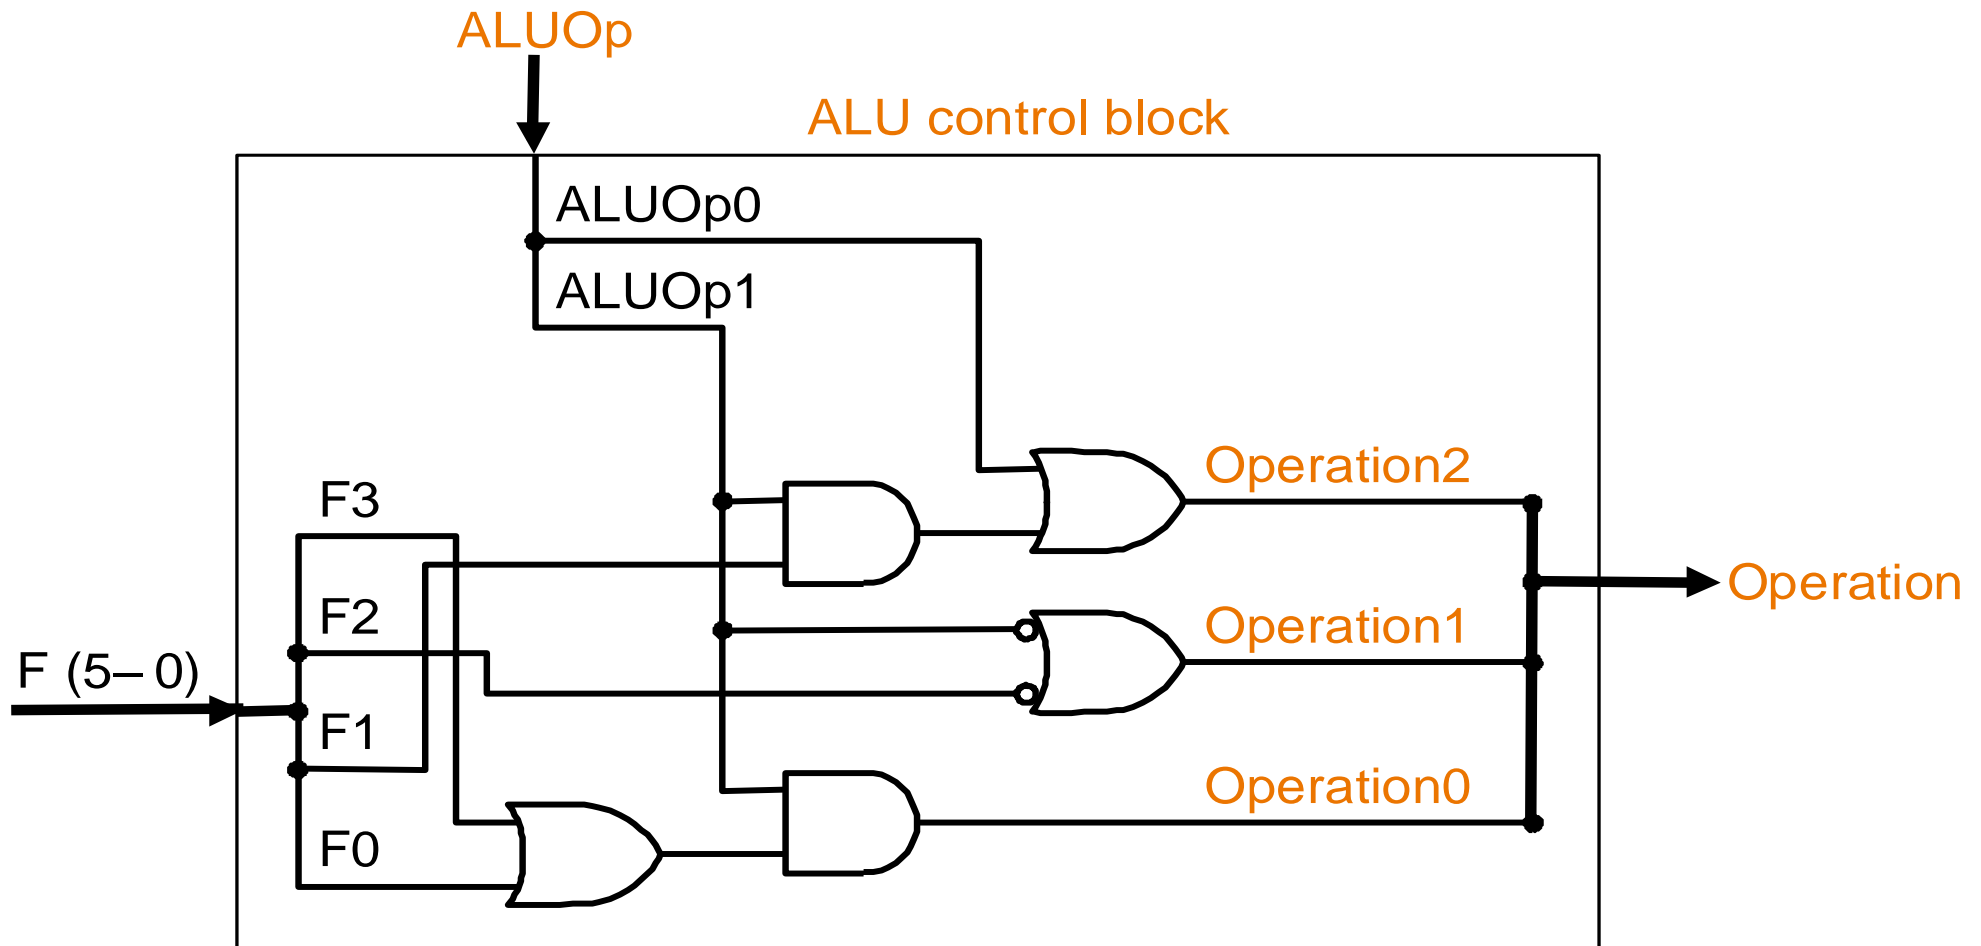 ALUOp
ALU control block
ALUOp0
ALUOp1
Operation2
F3
Operation
F2
Operation1
F (5– 0)
F1
Operation0
F0